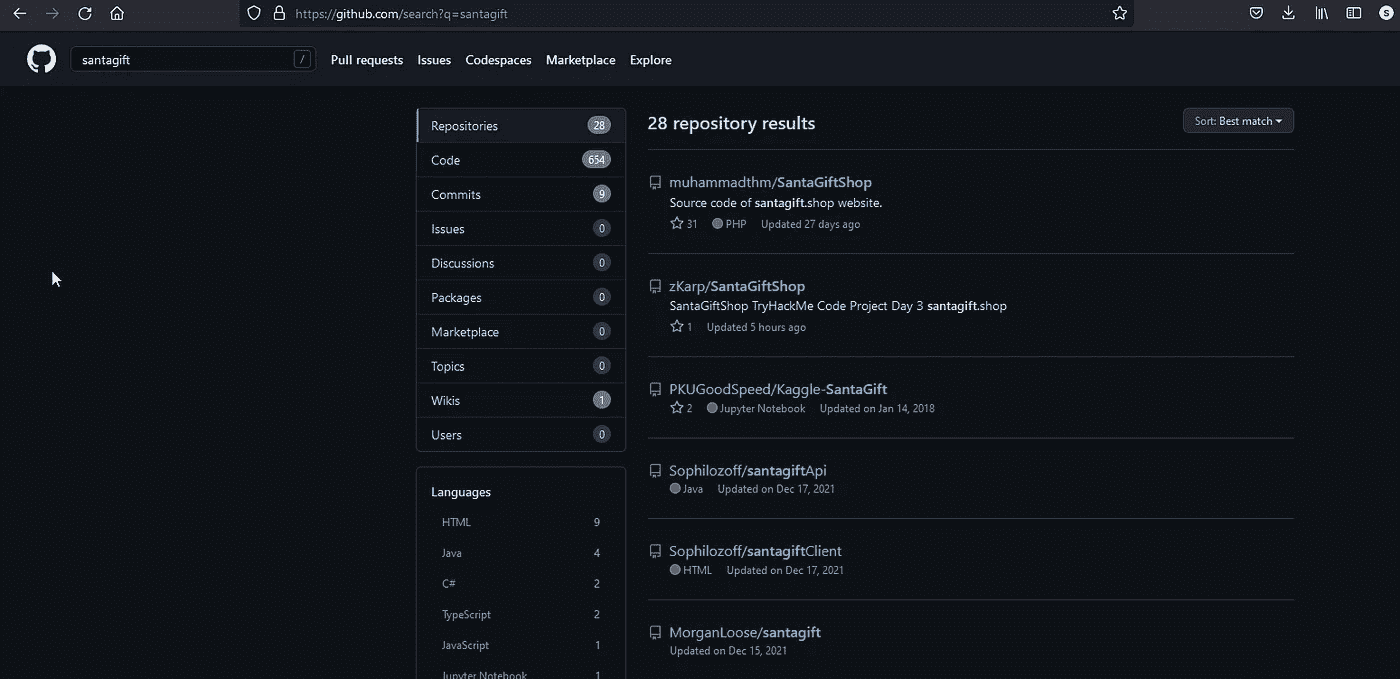 https://github.com/search?q=santagift
S
santagift /
Pull requests Issues Codespaces Marketplace Explore
Repositories 28
Code 654
Commits 9
Issues 0
Discussions 0
Packages 0
Marketplace 0
Topics 0
Wikis 1
Users 0
Languages
HTML 9
Java 4
C# 2
TypeScript 2
JavaScript 1
Jupyter Notebook 1
28 repository results
Sort: Best match
muhammadthm/SantaGiftShop
Source code of santagift.shop website.
31 PHP Updated 27 days ago
zKarp/SantaGiftShop
SantaGiftShop TryHackMe Code Project Day 3 santagift.shop
1 Updated 5 hours ago
PKUGoodSpeed/Kaggle-SantaGift
2 Jupyter Notebook Updated on Jan 14, 2018
Sophilozoff/santagiftApi
Java Updated on Dec 17, 2021
Sophilozoff/santagiftClient
HTML Updated on Dec 17, 2021
MorganLoose/santagift
Updated on Dec 15, 2021